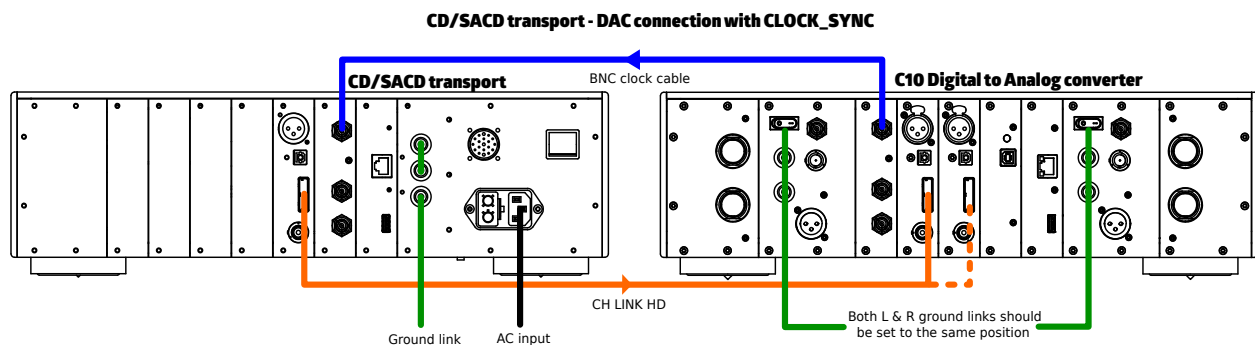 CD/SACD transport - DAC connection with CLOCK_SYNC
BNC clock cable
CD/SACD transport
C10 Digital to Analog converter
CH LINK HD
Both L & R ground links should
be set to the same position
Ground link
AC input